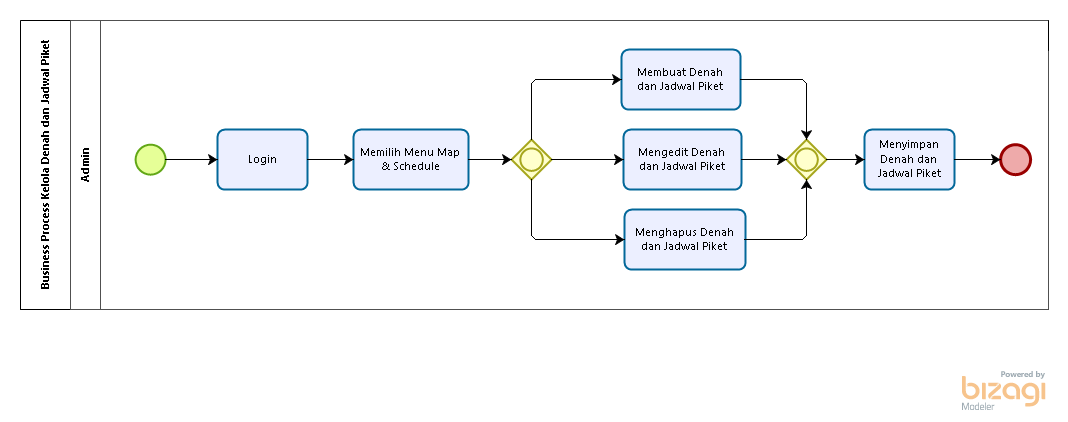 Business Process Kelola Denah dan Jadwal Piket
Admin
Login
Memilih Menu Map
& Schedule
Membuat Denah
dan Jadwal Piket
Mengedit Denah
dan Jadwal Piket
Menghapus Denah
dan Jadwal Piket
Menyimpan
Denah dan
Jadwal Piket
Powered by
bizagi
Modeler